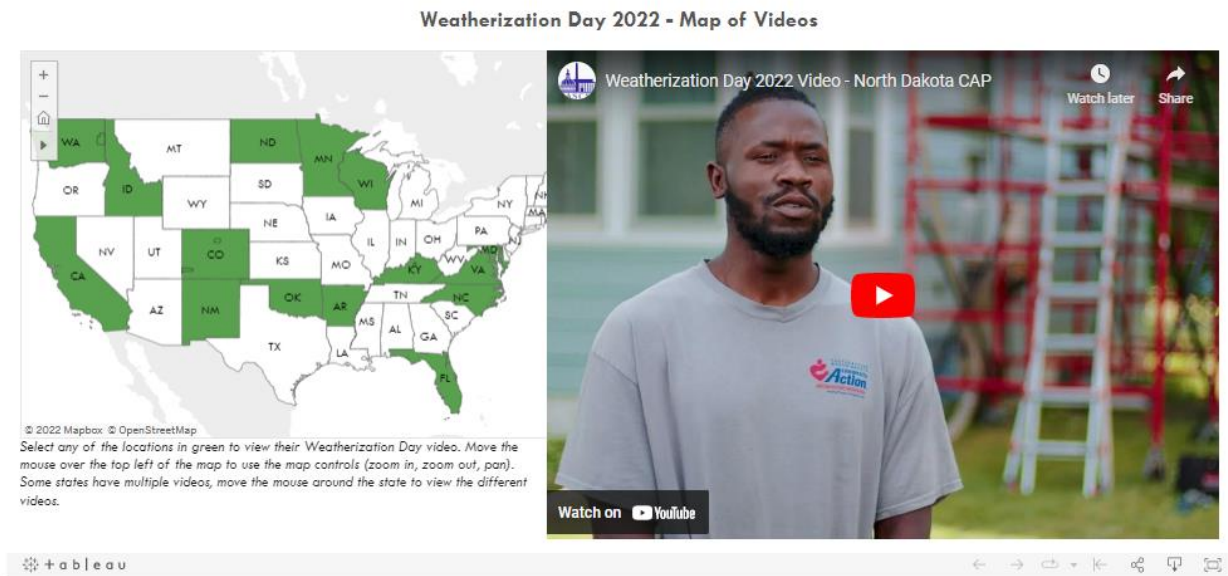 Weatherization Day 2022 - Map of Videos
Weatherization Day 2022 Video - North Dakota CAP
Watch later
Share
WA
MT
ND
MN
OR
ID
SD
WI
WY
MI
NY
MA
IA
NE
PA
NJ
NV
UT
CO
IL
IN
OH
MD
WV
VA
CA
KS
MO
KY
AZ
NM
OK
AR
TN
NC
SC
MS
AL
GA
TX
LA
FL
© 2022 Mapbox © OpenStreetMap
Select any of the locations in green to view their Weatherization Day video. Move the
mouse over the top left of the map to use the map controls (zoom in, zoom out, pan).
Some states have multiple videos, move the mouse around the state to view the different
videos.
Action
Watch on YouTube
+ableau